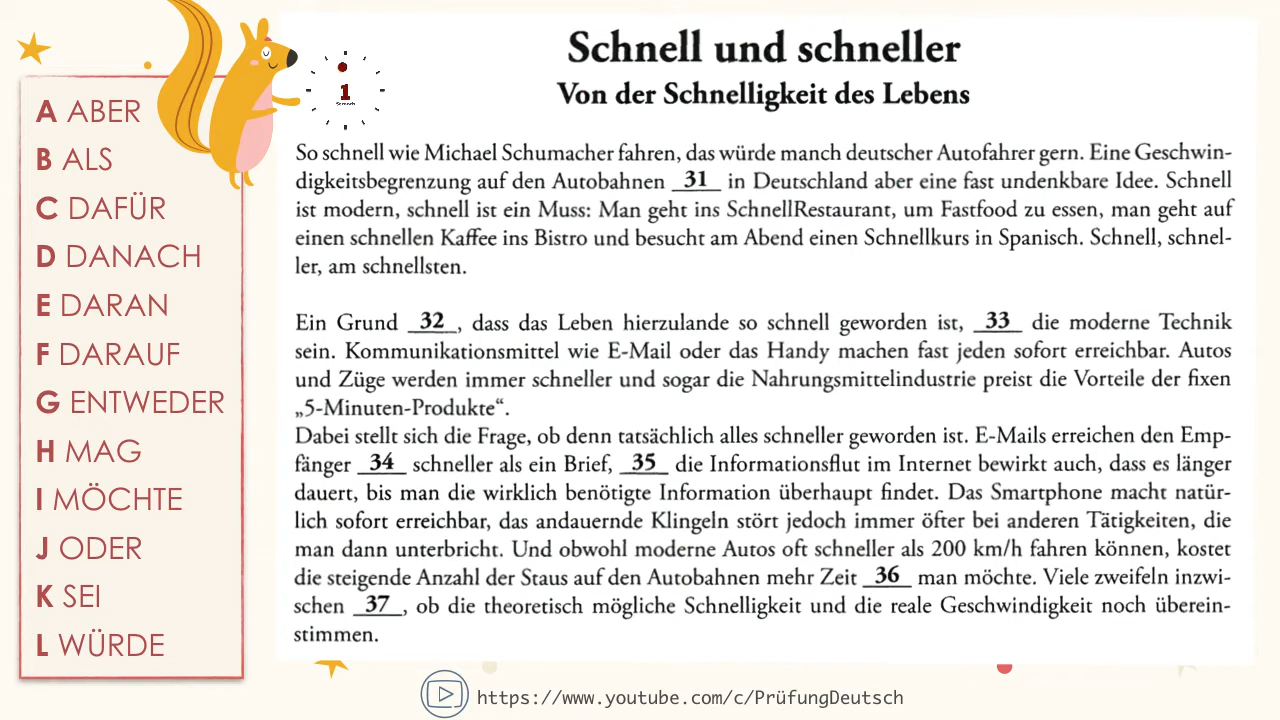 A ABER
B ALS
C DAFÜR
D DANACH
E DARAN
F DARAUF
G ENTWEDER
H MAG
I MÖCHTE
J ODER
K SEI
L WÜRDE
1
Schnell und schneller
Von der Schnelligkeit des Lebens
So schnell wie Michael Schumacher fahren, das würde manch deutscher Autofahrer gern. Eine Geschwin-
digkeitsbegrenzung auf den Autobahnen __31__ in Deutschland aber eine fast undenkbare Idee. Schnell
ist modern, schnell ist ein Muss: Man geht ins SchnellRestaurant, um Fastfood zu essen, man geht auf
einen schnellen Kaffee ins Bistro und besucht am Abend einen Schnellkurs in Spanisch. Schnell, schnel-
ler, am schnellsten.
Ein Grund __32__, dass das Leben hierzulande so schnell geworden ist, __33__ die moderne Technik
sein. Kommunikationsmittel wie E-Mail oder das Handy machen fast jeden sofort erreichbar. Autos
und Züge werden immer schneller und sogar die Nahrungsmittelindustrie preist die Vorteile der fixen
„5-Minuten-Produkte“.
Dabei stellt sich die Frage, ob denn tatsächlich alles schneller geworden ist. E-Mails erreichen den Emp-
fänger __34__ schneller als ein Brief, __35__ die Informationsflut im Internet bewirkt auch, dass es länger
dauert, bis man die wirklich benötigte Information überhaupt findet. Das Smartphone macht natür-
lich sofort erreichbar, das andauernde Klingeln stört jedoch immer öfter bei anderen Tätigkeiten, die
man dann unterbricht. Und obwohl moderne Autos oft schneller als 200 km/h fahren können, kostet
die steigende Anzahl der Staus auf den Autobahnen mehr Zeit __36__ man möchte. Viele zweifeln inzwi-
schen __37__, ob die theoretisch mögliche Schnelligkeit und die reale Geschwindigkeit noch überein-
stimmen.
https://www.youtube.com/c/PrüfungDeutsch